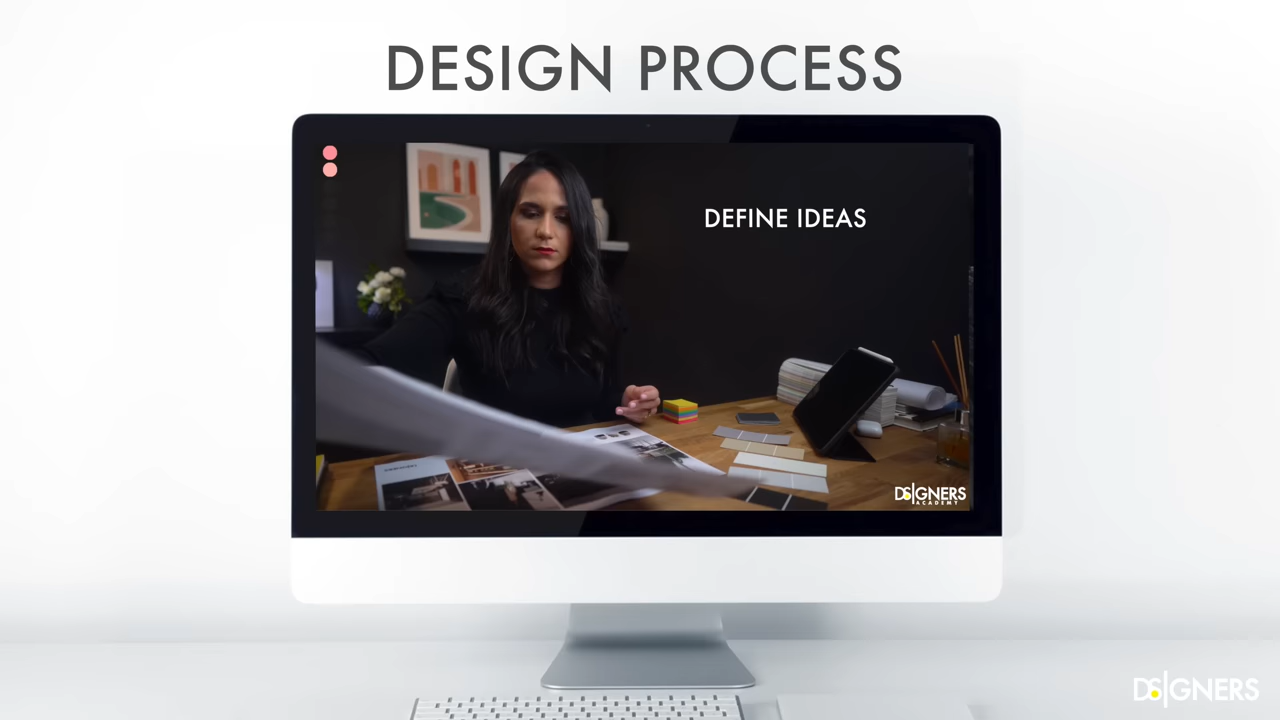 DESIGN PROCESS
DEFINE IDEAS
DSIGNERS
ACADEMY
DSIGNERS